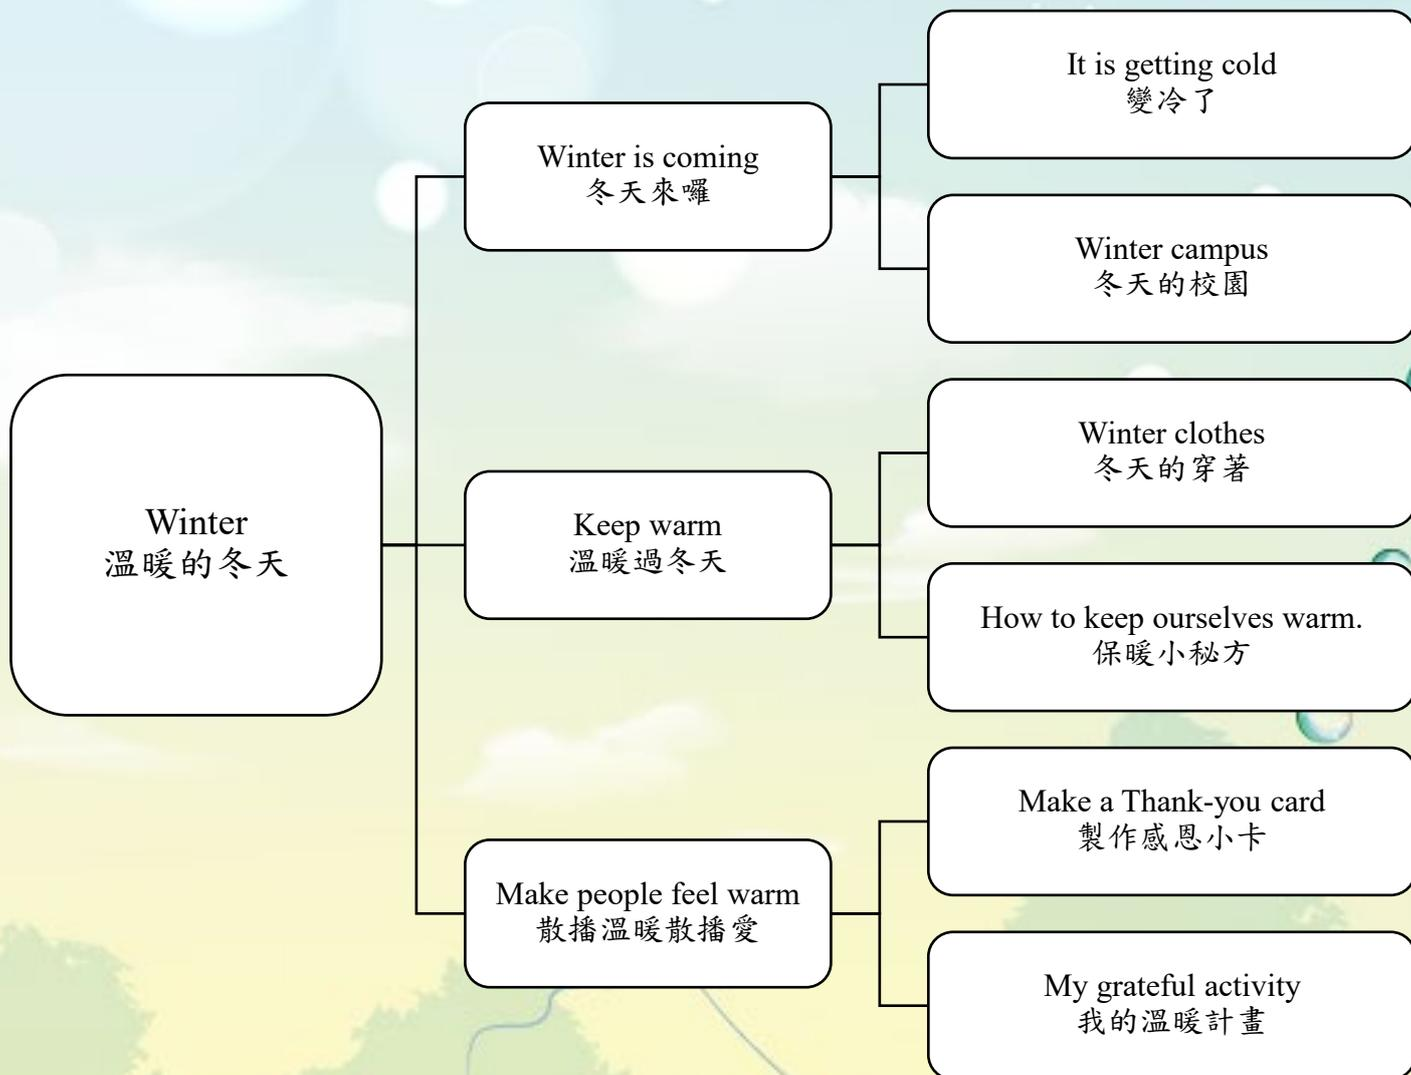 Winter
溫暖的冬天
Winter is coming
冬天來囉
It is getting cold
變冷了
Winter campus
冬天的校園
Keep warm
溫暖過冬天
Winter clothes
冬天的穿著
How to keep ourselves warm.
保暖小秘方
Make people feel warm
散播溫暖散播愛
Make a Thank-you card
製作感恩小卡
My grateful activity
我的溫暖計畫